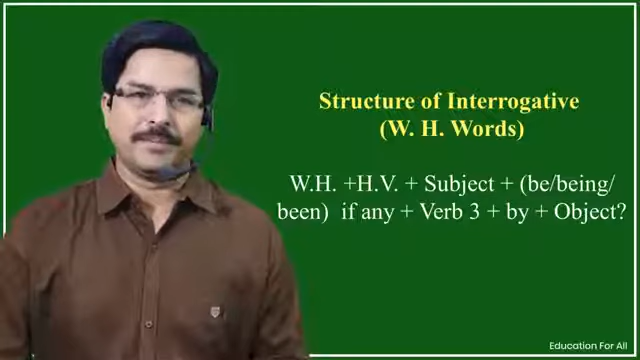 Structure of Interrogative
(W. H. Words)
W.H. +H.V. + Subject + (be/being/
been) if any + Verb 3 + by + Object?
Education For All